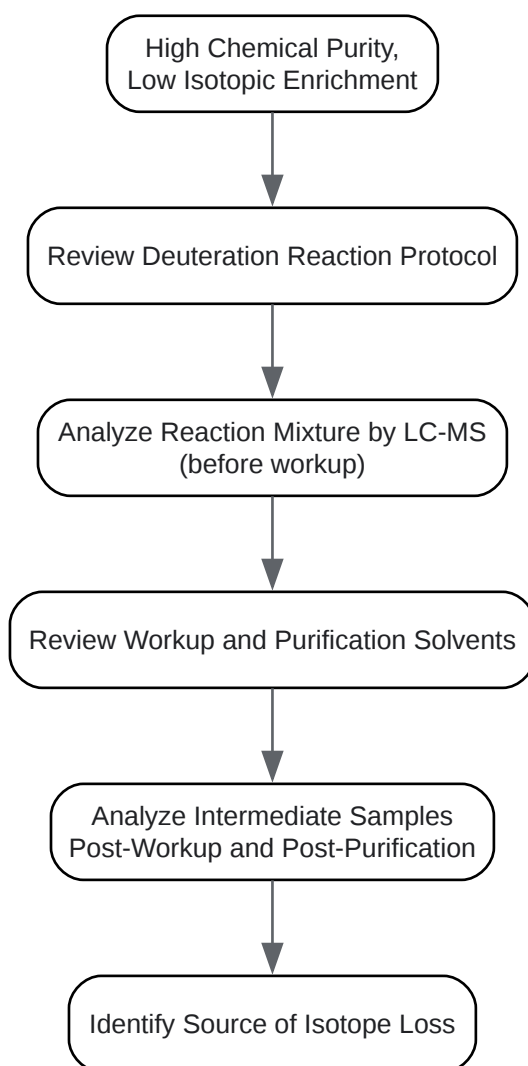 High Chemical Purity,
Low Isotopic Enrichment
Review Deuteration Reaction Protocol
Analyze Reaction Mixture by LC-MS
(before workup)
Review Workup and Purification Solvents
Analyze Intermediate Samples
Post-Workup and Post-Purification
Identify Source of Isotope Loss